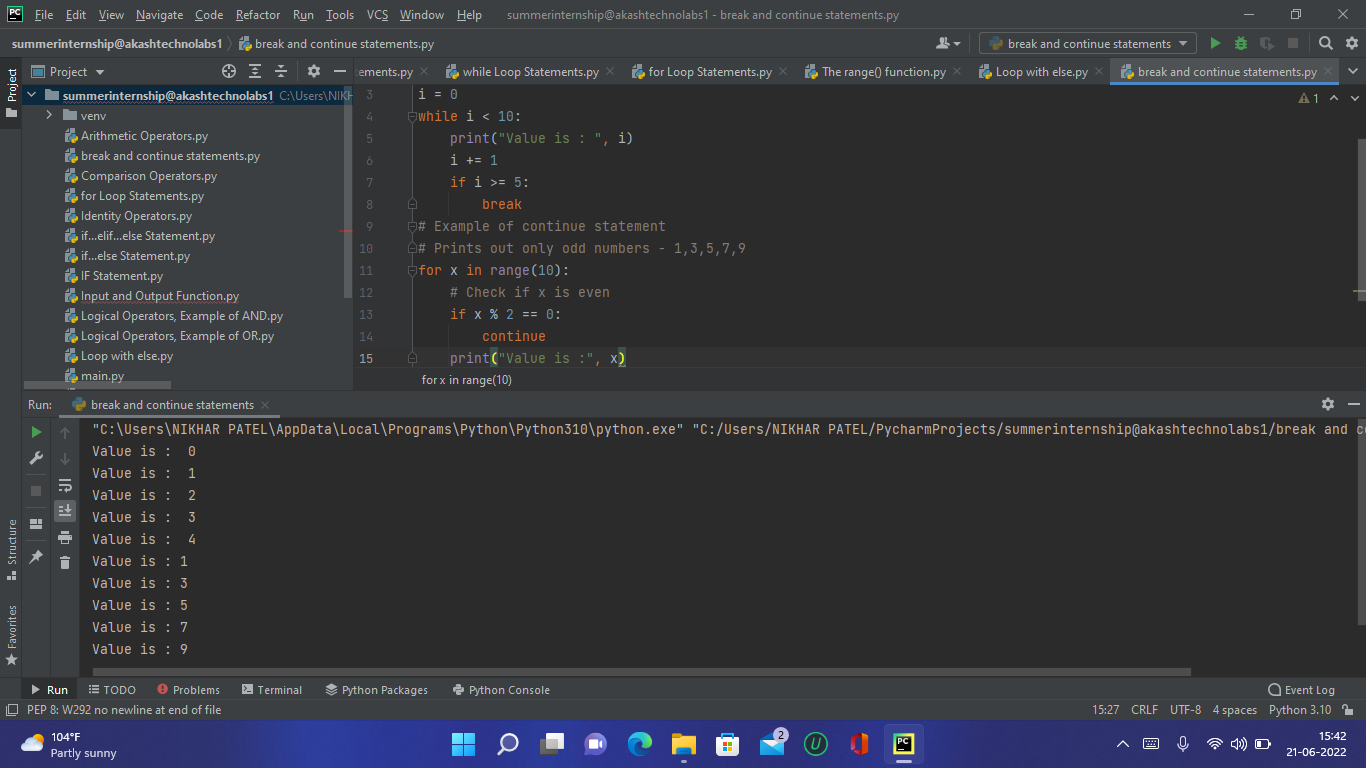 PC File Edit View Navigate Code Refactor Run Tools VCS Window Help summerinternship@akashtechnolabs1 - break and continue statements.py
summerinternship@akashtechnolabs1 break and continue statements.py break and continue statements
Project
Project
ements.py while Loop Statements.py for Loop Statements.py The range() function.py Loop with else.py break and continue statements.py
summerinternship@akashtechnolabs1 C:\Users\NIKH
venv
Arithmetic Operators.py
break and continue statements.py
Comparison Operators.py
for Loop Statements.py
Identity Operators.py
if...elif...else Statement.py
if...else Statement.py
IF Statement.py
Input and Output Function.py
Logical Operators, Example of AND.py
Logical Operators, Example of OR.py
Loop with else.py
main.py
1
3 i = 0
4 while i < 10:
5     print("Value is : ", i)
6     i += 1
7     if i >= 5:
8         break
9 # Example of continue statement
10 # Prints out only odd numbers - 1,3,5,7,9
11 for x in range(10):
12     # Check if x is even
13     if x % 2 == 0:
14         continue
15     print("Value is :", x)
for x in range(10)
Run: break and continue statements
"C:\Users\NIKHAR PATEL\AppData\Local\Programs\Python\Python310\python.exe" "C:/Users/NIKHAR PATEL/PycharmProjects/summerinternship@akashtechnolabs1/break and co
Value is :  0
Value is :  1
Value is :  2
Value is :  3
Value is :  4
Value is : 1
Value is : 3
Value is : 5
Value is : 7
Value is : 9
Structure
Favorites
Run TODO Problems Terminal Python Packages Python Console Event Log
PEP 8: W292 no newline at end of file 15:27 CRLF UTF-8 4 spaces Python 3.10
104°F
Partly sunny
2
U
PC
15:42
21-06-2022